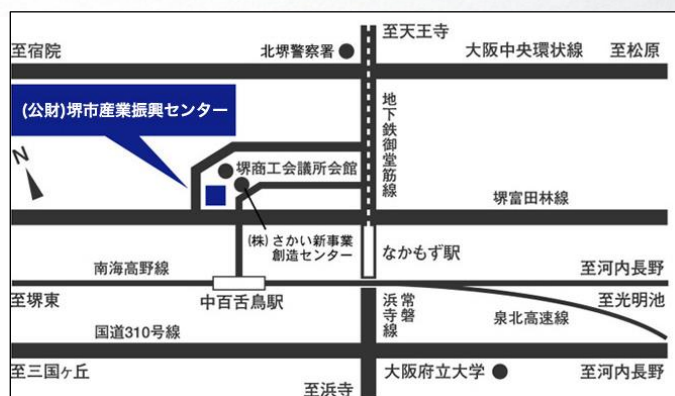 至天王寺
至宿院
北堺警察署
大阪中央環状線
至松原
(公財)堺市産業振興センター
地下鉄御堂筋線
N
堺商工会議所会館
堺富田林線
(株)さかい新事業
創造センター
なかもず駅
南海高野線
至河内長野
至堺東
中百舌鳥駅
常磐
浜寺線
至光明池
泉北高速線
国道310号線
至三国ヶ丘
大阪府立大学
至河内長野
至浜寺